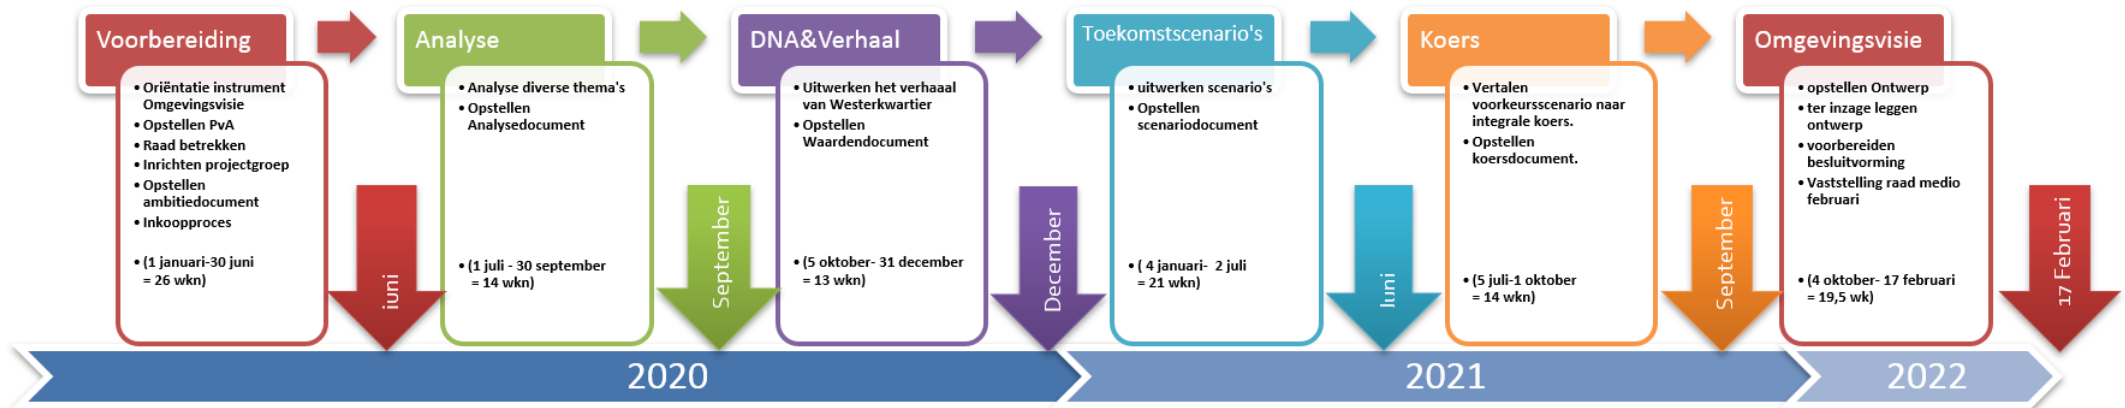 Voorbereiding
• Oriëntatie instrument
Omgevingsvisie
• Opstellen PvA
• Raad betrekken
• Inrichten projectgroep
• Opstellen
ambitiedocument
• Inkoopproces
• (1 januari-30 juni
= 26 wkn)
juni
Analyse
• Analyse diverse thema's
• Opstellen
Analysedocument
• (1 juli - 30 september
= 14 wkn)
September
DNA&Verhaal
• Uitwerken het verhaaal
van Westerkwartier
• Opstellen
Waardendocument
• (5 oktober- 31 december
= 13 wkn)
December
Toekomstscenario's
• uitwerken scenario's
• Opstellen
scenariodocument
• ( 4 januari-  2 juli
= 21 wkn)
Juni
Koers
• Vertalen
voorkeursscenario naar
integrale koers.
• Opstellen
koersdocument.
• (5 juli-1 oktober
= 14 wkn)
September
Omgevingsvisie
• opstellen Ontwerp
• ter inzage leggen
ontwerp
• voorbereiden
besluitvorming
• Vaststelling raad medio
februari
• (4 oktober- 17 februari
= 19,5 wk)
17 Februari
2020
2021
2022